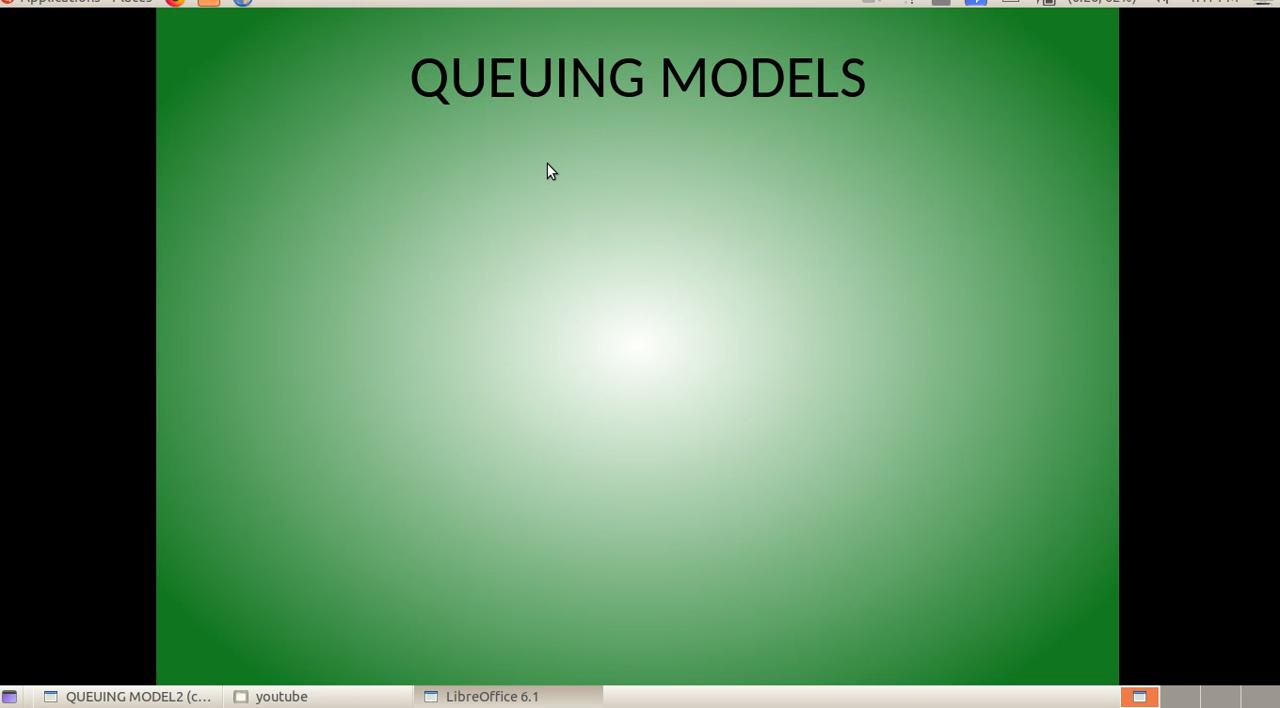 QUEUING MODELS
QUEUING MODEL2 (c... youtube LibreOffice 6.1